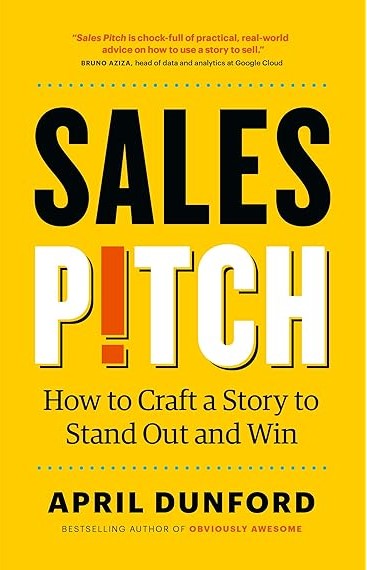 "Sales Pitch is chock-full of practical, real-world
advice on how to use a story to sell."
BRUNO AZIZA, head of data and analytics at Google Cloud
SALES
P!TCH
How to Craft a Story to
Stand Out and Win
APRIL DUNFORD
BESTSELLING AUTHOR OF OBVIOUSLY AWESOME